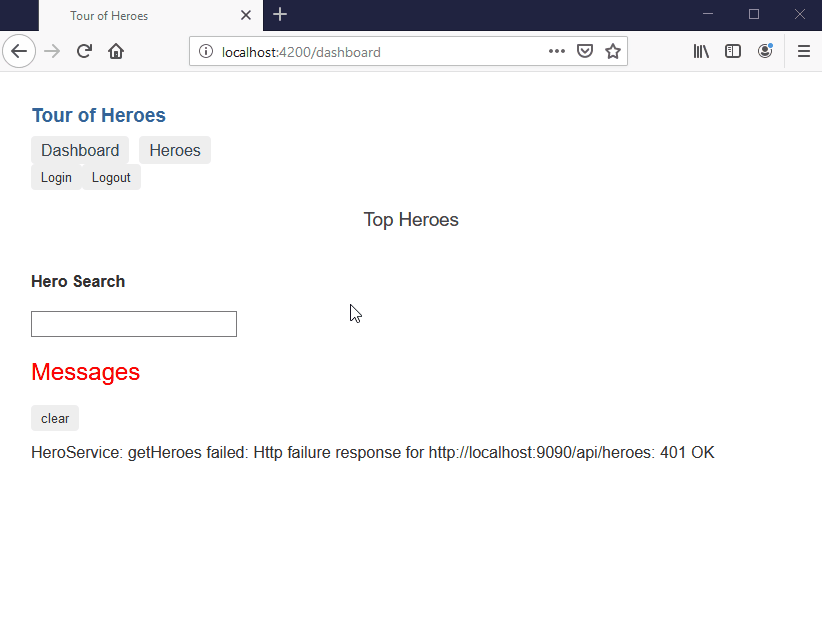 Tour of Heroes
localhost:4200/dashboard
Tour of Heroes
Dashboard Heroes
Login Logout
Top Heroes
Hero Search
Messages
clear
HeroService: getHeroes failed: Http failure response for http://localhost:9090/api/heroes: 401 OK